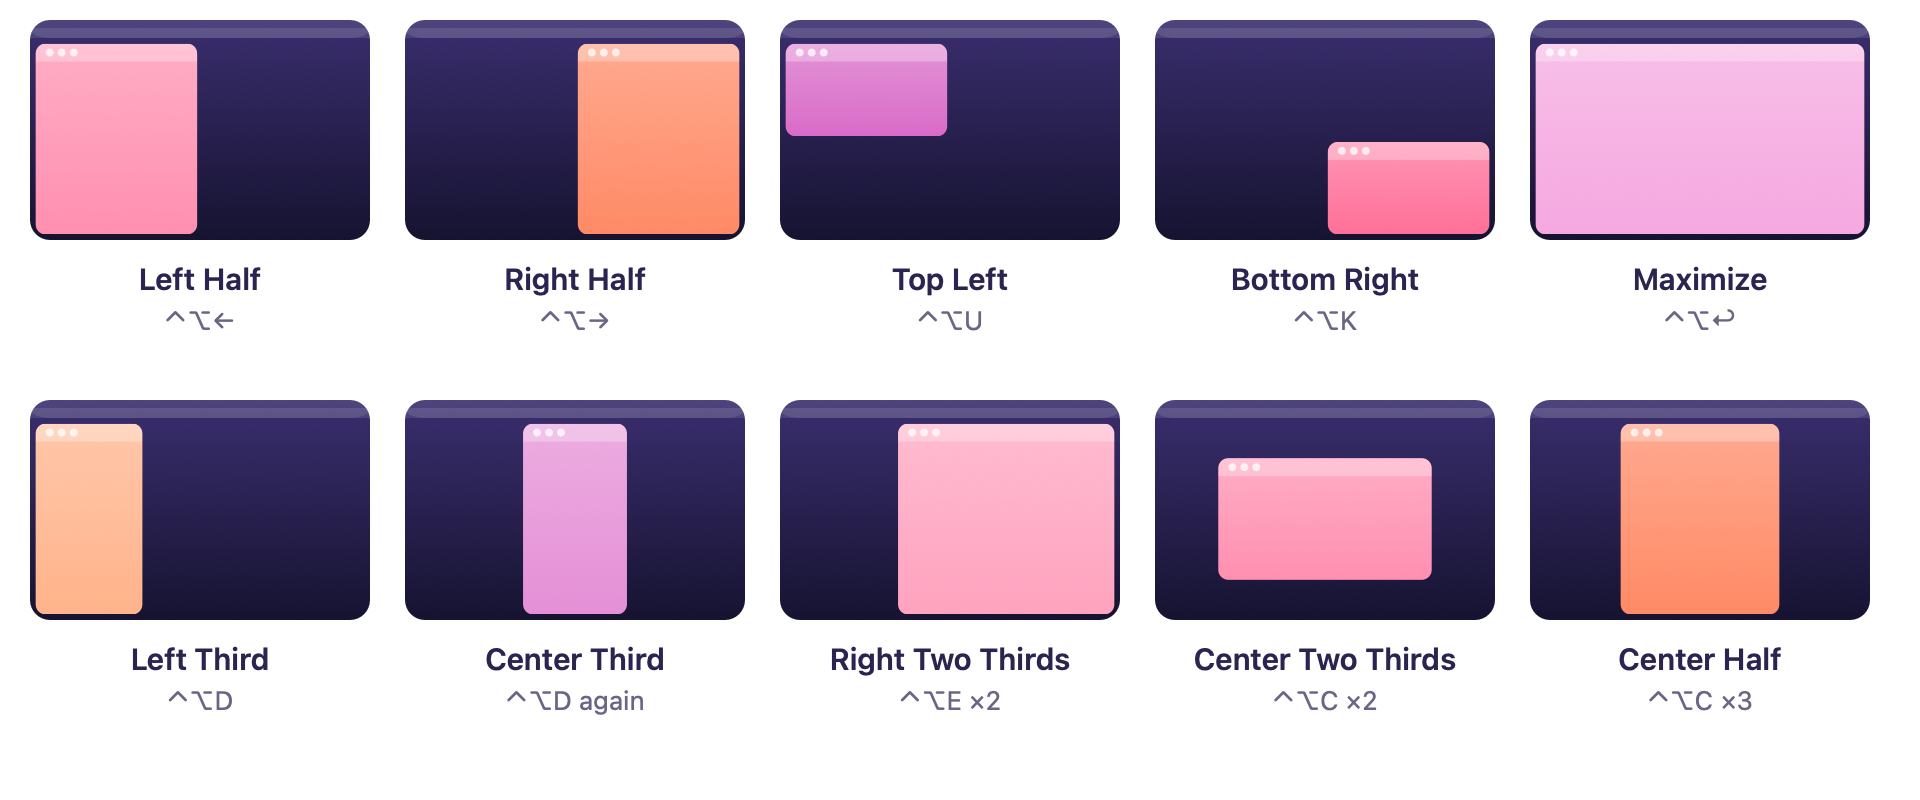 Left Half
⌃⌥←
Right Half
⌃⌥→
Top Left
⌃⌥U
Bottom Right
⌃⌥K
Maximize
⌃⌥↩
Left Third
⌃⌥D
Center Third
⌃⌥D again
Right Two Thirds
⌃⌥E ×2
Center Two Thirds
⌃⌥C ×2
Center Half
⌃⌥C ×3